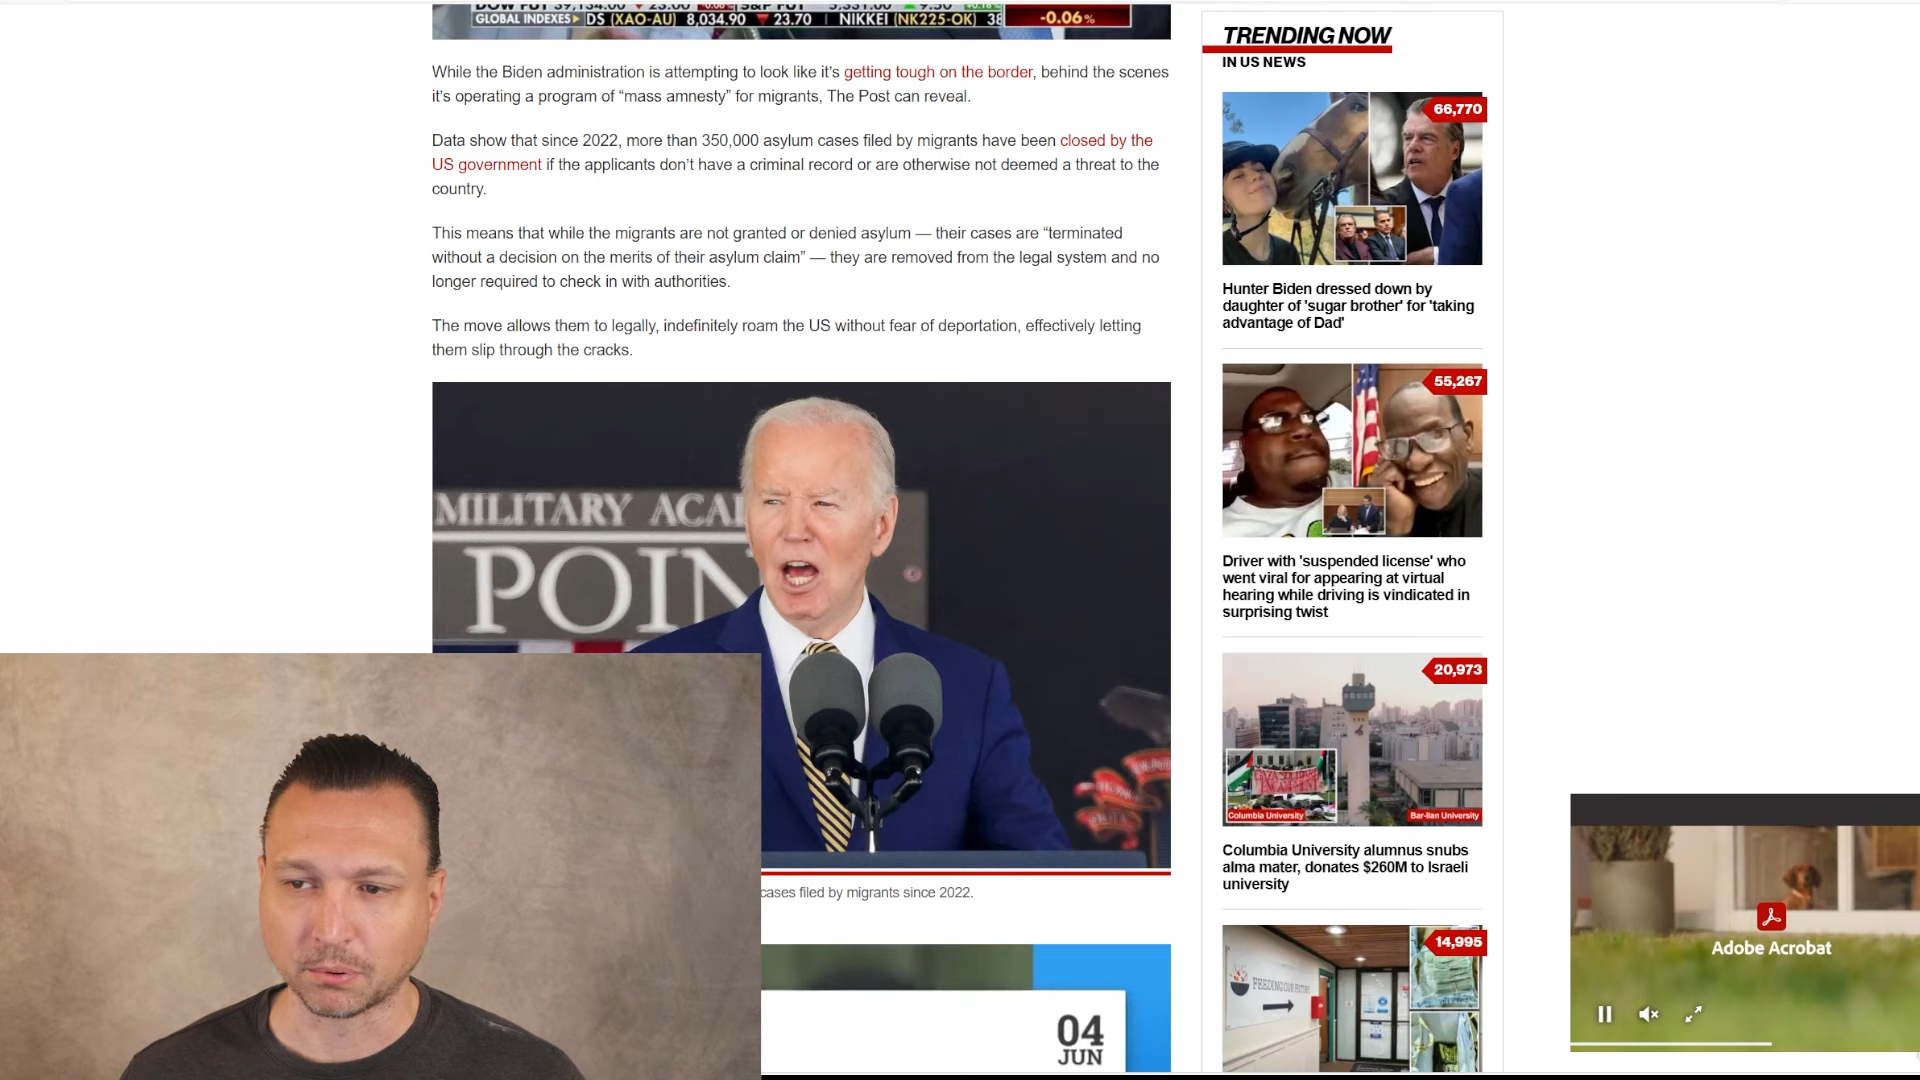 GLOBAL INDEXES DS (XAO-AU) 8,034.90 23.70 NIKKEI (NK225-OK) 38
-0.06%
While the Biden administration is attempting to look like it’s getting tough on the border, behind the scenes
it’s operating a program of “mass amnesty” for migrants, The Post can reveal.
Data show that since 2022, more than 350,000 asylum cases filed by migrants have been closed by the
US government if the applicants don’t have a criminal record or are otherwise not deemed a threat to the
country.
This means that while the migrants are not granted or denied asylum — their cases are “terminated
without a decision on the merits of their asylum claim” — they are removed from the legal system and no
longer required to check in with authorities.
The move allows them to legally, indefinitely roam the US without fear of deportation, effectively letting
them slip through the cracks.
MILITARY ACA
POIN
cases filed by migrants since 2022.
04
JUN
TRENDING NOW
IN US NEWS
66,770
Hunter Biden dressed down by
daughter of 'sugar brother' for 'taking
advantage of Dad'
55,267
Driver with 'suspended license' who
went viral for appearing at virtual
hearing while driving is vindicated in
surprising twist
20,973
Columbia University
Bar-Ilan University
Columbia University alumnus snubs
alma mater, donates $260M to Israeli
university
14,995
FEEDING OUR FUTURE
Adobe Acrobat